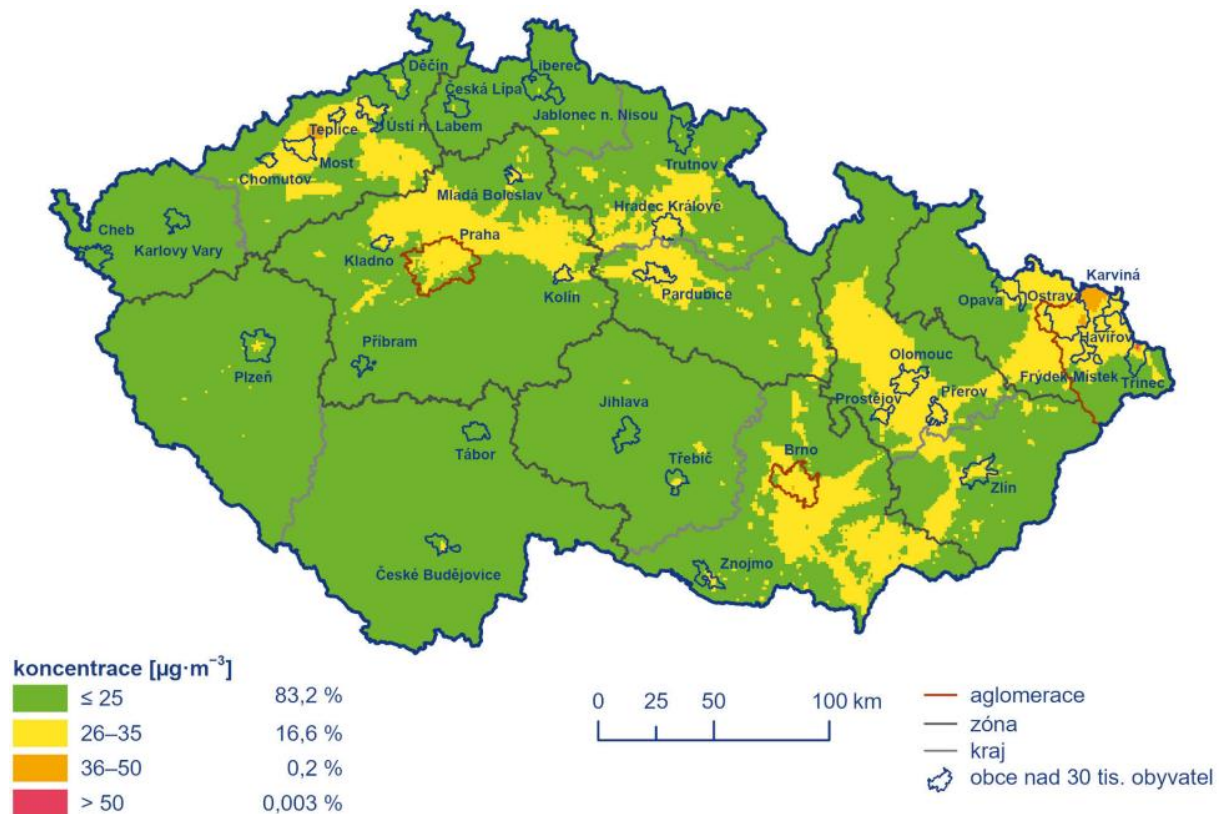 Děčín
Liberec
Česká Lípa
Jablonec n. Nisou
Teplice
Ústí n. Labem
Most
Chomutov
Trutnov
Mladá Boleslav
Hradec Králové
Cheb
Karlovy Vary
Praha
Kladno
Kolín
Pardubice
Karviná
Opava
Ostrava
Havířov
Plzeň
Příbram
Olomouc
Frýdek-Místek
Třinec
Prostějov
Přerov
Jihlava
Tábor
Třebíč
Brno
Zlín
České Budějovice
Znojmo
koncentrace [µg·m⁻³]
≤ 25 83,2 %
26–35 16,6 %
36–50 0,2 %
> 50 0,003 %
0 25 50 100 km
aglomerace
zóna
kraj
obce nad 30 tis. obyvatel